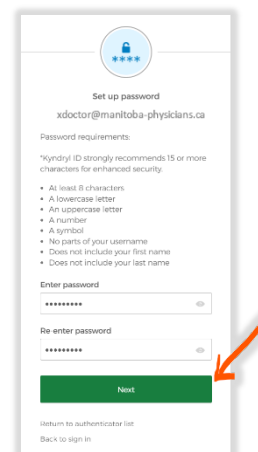 ****
Set up password
xdoctor@manitoba-physicians.ca
Password requirements:
*Kyndryl ID strongly recommends 15 or more
characters for enhanced security.
• At least 8 characters
• A lowercase letter
• An uppercase letter
• A number
• A symbol
• No parts of your username
• Does not include your first name
• Does not include your last name
Enter password
•••••••••
Re-enter password
•••••••••
Next
Return to authenticator list
Back to sign in